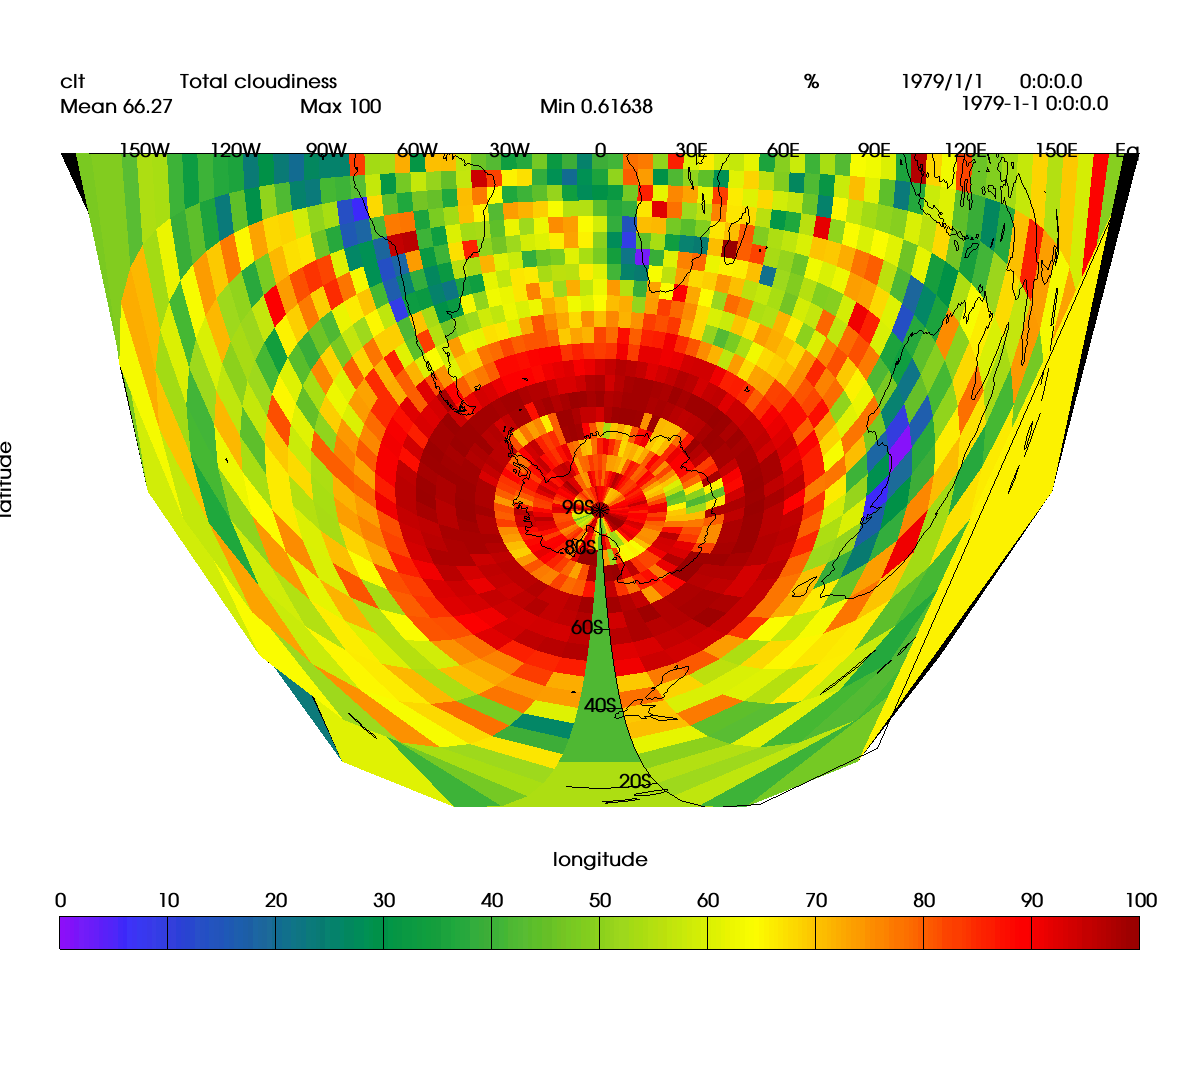 clt Total cloudiness % 1979/1/1 0:0:0.0
Mean 66.27 Max 100 Min 0.61638 1979-1-1 0:0:0.0
150W 120W 90W 60W 30W 0 30E 60E 90E 120E 150E Ea
latitude
90S
80S
60S
40S
20S
longitude
0 10 20 30 40 50 60 70 80 90 100